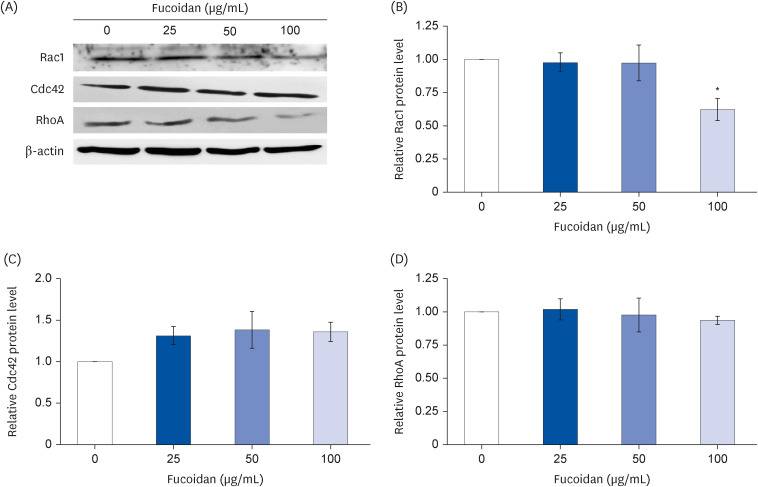 (A)
Fucoidan (µg/mL)
0 25 50 100
Rac1
Cdc42
RhoA
β-actin
(B)
Relative Rac1 protein level
1.25
1.00
0.75
0.50
1.25
0
*
0 25 50 100
Fucoidan (µg/mL)
(C)
Relative Cdc42 protein level
2.0
1.5
1.0
0.5
0
0 25 50 100
Fucoidan (µg/mL)
(D)
Relative RhoA protein level
1.25
1.00
0.75
0.50
1.25
0
0 25 50 100
Fucoidan (µg/mL)